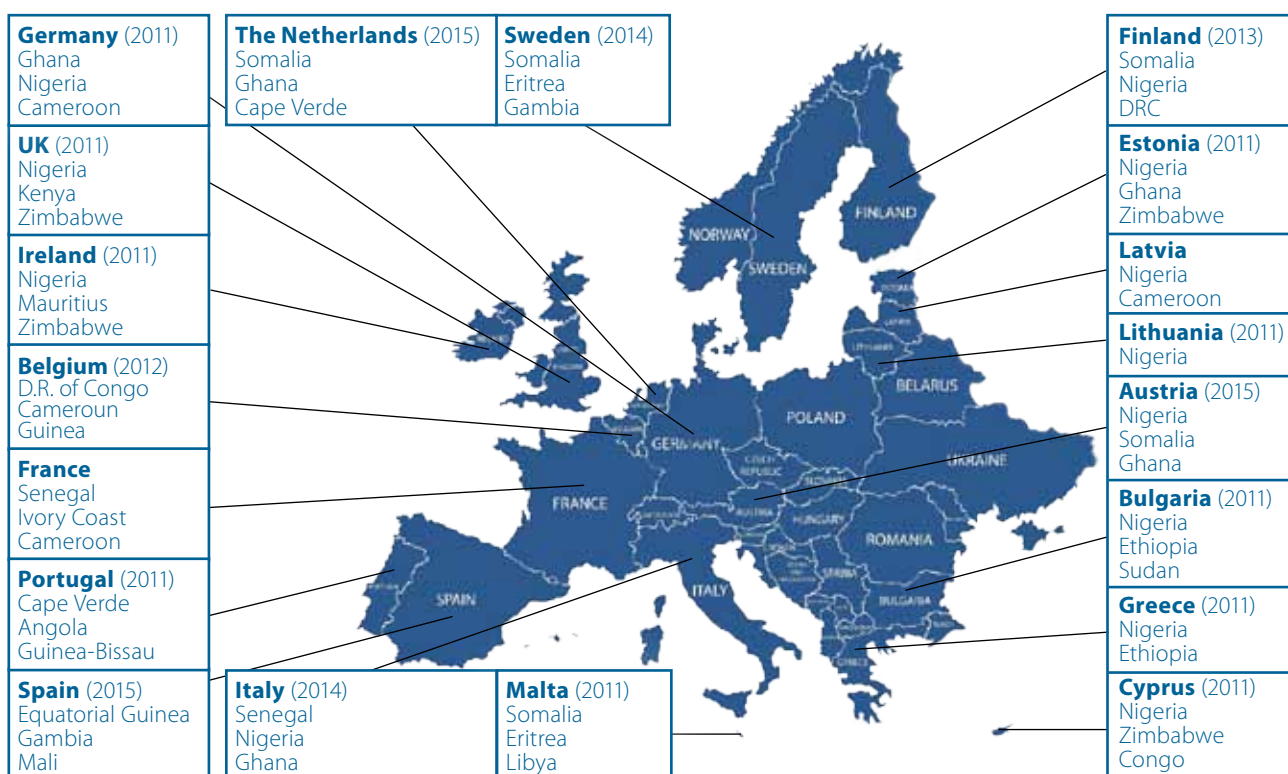 Germany (2011)
Ghana
Nigeria
Cameroon
UK (2011)
Nigeria
Kenya
Zimbabwe
Ireland (2011)
Nigeria
Mauritius
Zimbabwe
Belgium (2012)
D.R. of Congo
Cameroun
Guinea
France
Senegal
Ivory Coast
Cameroon
Portugal (2011)
Cape Verde
Angola
Guinea-Bissau
Spain (2015)
Equatorial Guinea
Gambia
Mali
The Netherlands (2015)
Somalia
Ghana
Cape Verde
Sweden (2014)
Somalia
Eritrea
Gambia
Italy (2014)
Senegal
Nigeria
Ghana
Malta (2011)
Somalia
Eritrea
Libya
Finland (2013)
Somalia
Nigeria
DRC
Estonia (2011)
Nigeria
Ghana
Zimbabwe
Latvia
Nigeria
Cameroon
Lithuania (2011)
Nigeria
Austria (2015)
Nigeria
Somalia
Ghana
Bulgaria (2011)
Nigeria
Ethiopia
Sudan
Greece (2011)
Nigeria
Ethiopia
Cyprus (2011)
Nigeria
Zimbabwe
Congo
FINLAND
NORWAY
SWEDEN
LITHUANIA
BELARUS
POLAND
GERMANY
CZECH
REPUBLIC
UKRAINE
FRANCE
AUSTRIA
HUNGARY
ROMANIA
ITALY
SERBIA
BULGARIA
SPAIN
GREECE